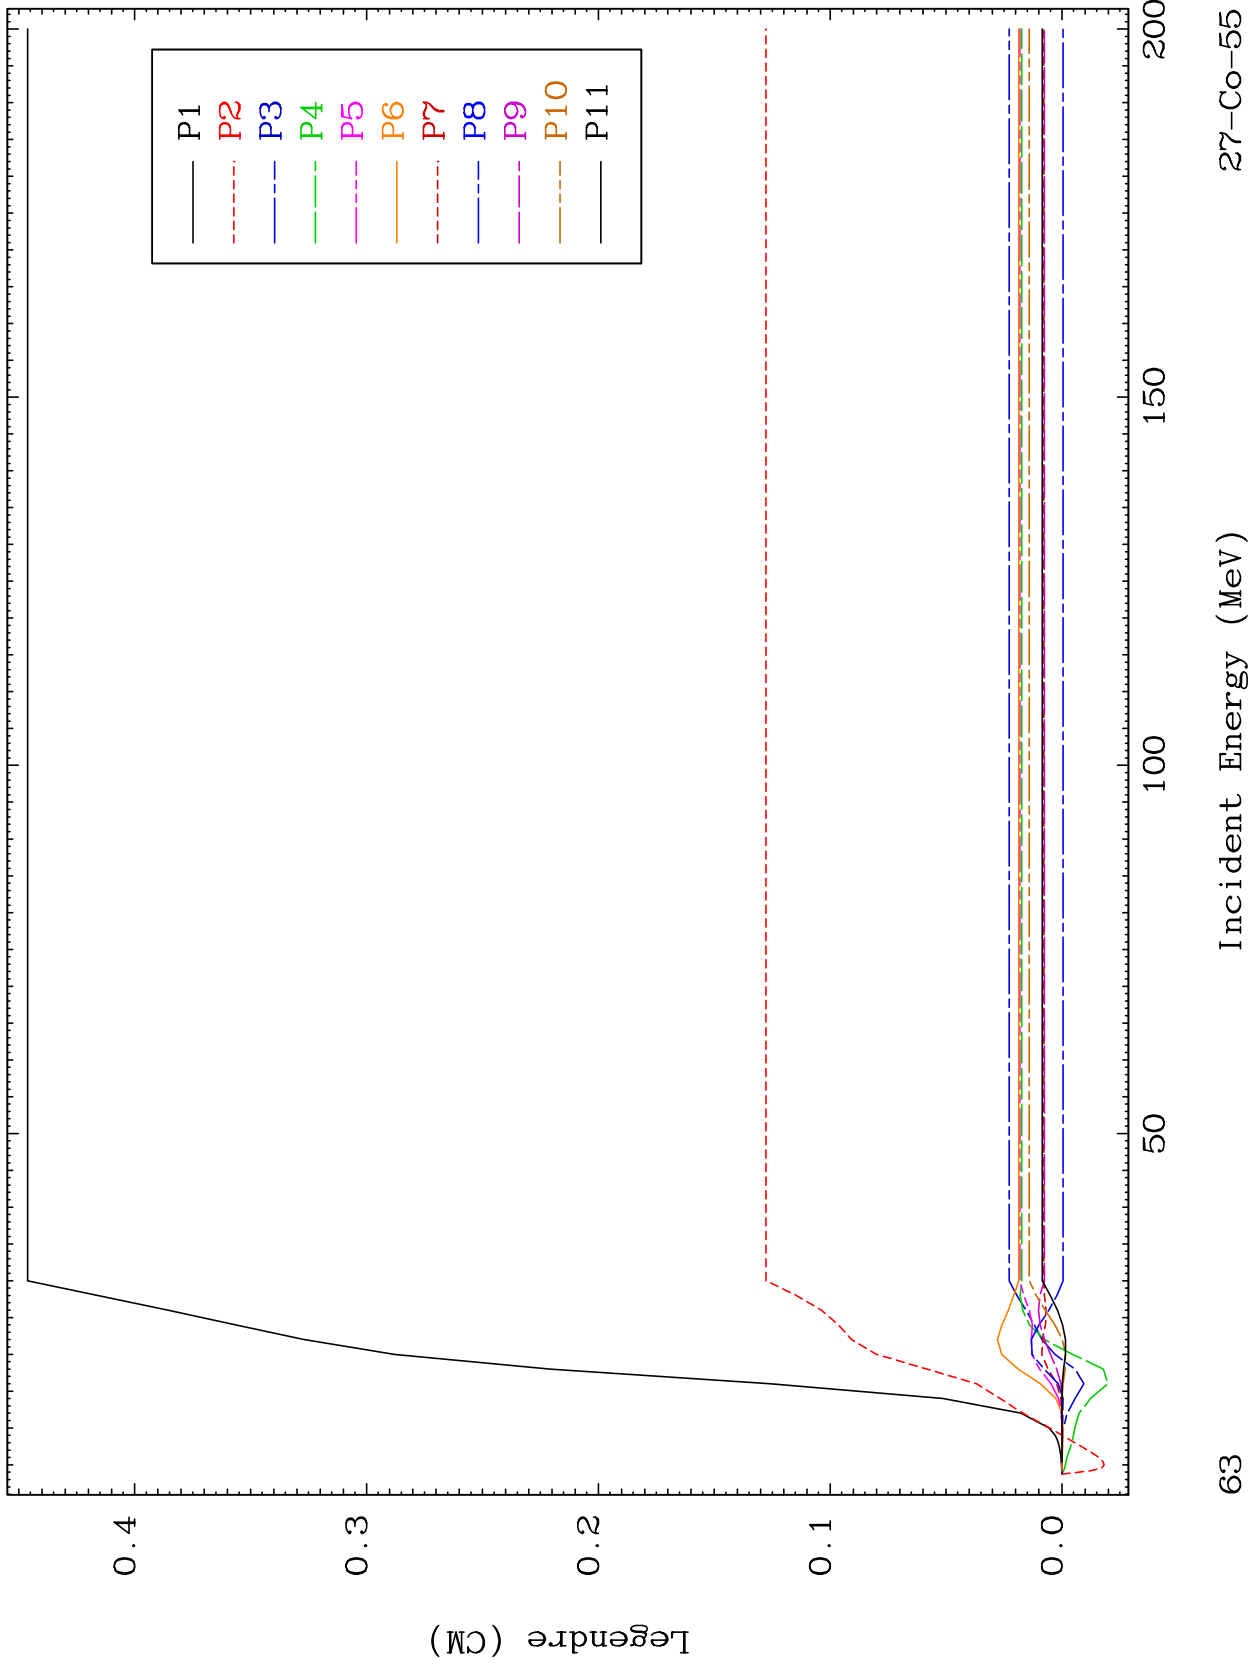 Legendre (CM)
0.4
0.3
0.2
0.1
0.0
P1
P2
P3
P4
P5
P6
P7
P8
P9
P10
P11
50
100
150
200
63
Incident Energy (MeV)
27-Co-55